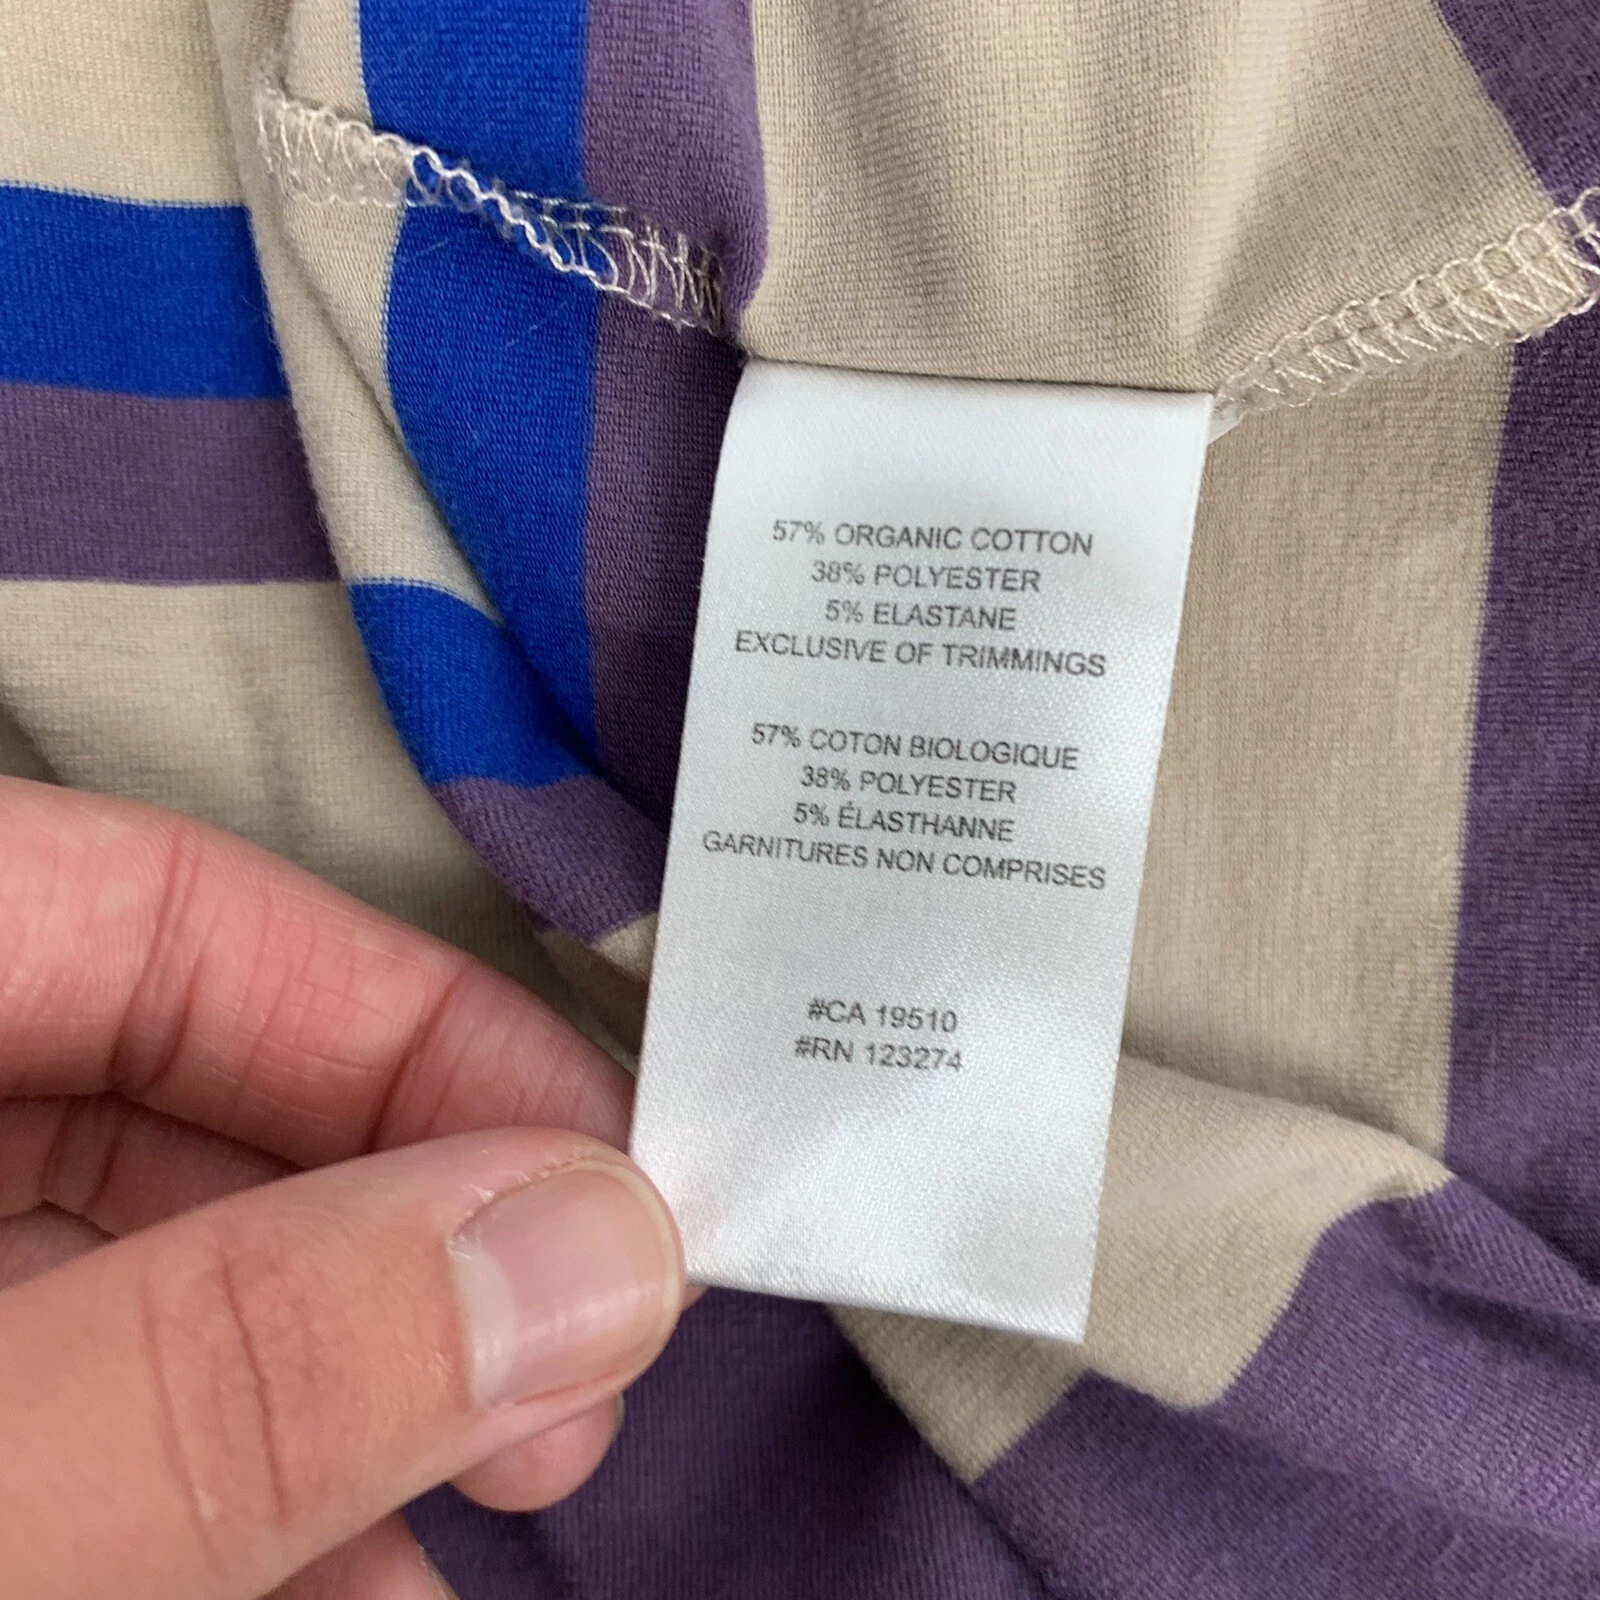 57% ORGANIC COTTON
38% POLYESTER
5% ELASTANE
EXCLUSIVE OF TRIMMINGS
57% COTON BIOLOGIQUE
38% POLYESTER
5% ÉLASTHANNE
GARNITURES NON COMPRISES
#CA 19510
#RN 123274